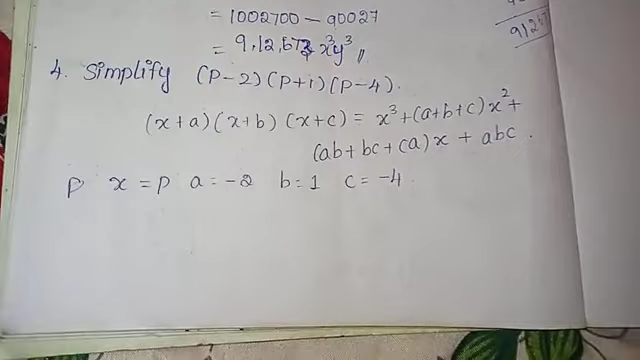 = 1002700 - 90027
= 9,12,673 x³y³ //
9126
4. Simplify (P-2) (P+1) (P-4).
(x+a) (x+b) (x+c) = x³ + (a+b+c) x² +
(ab + bc + ca) x + abc .
P x = p a = -2 b = 1 c = -4